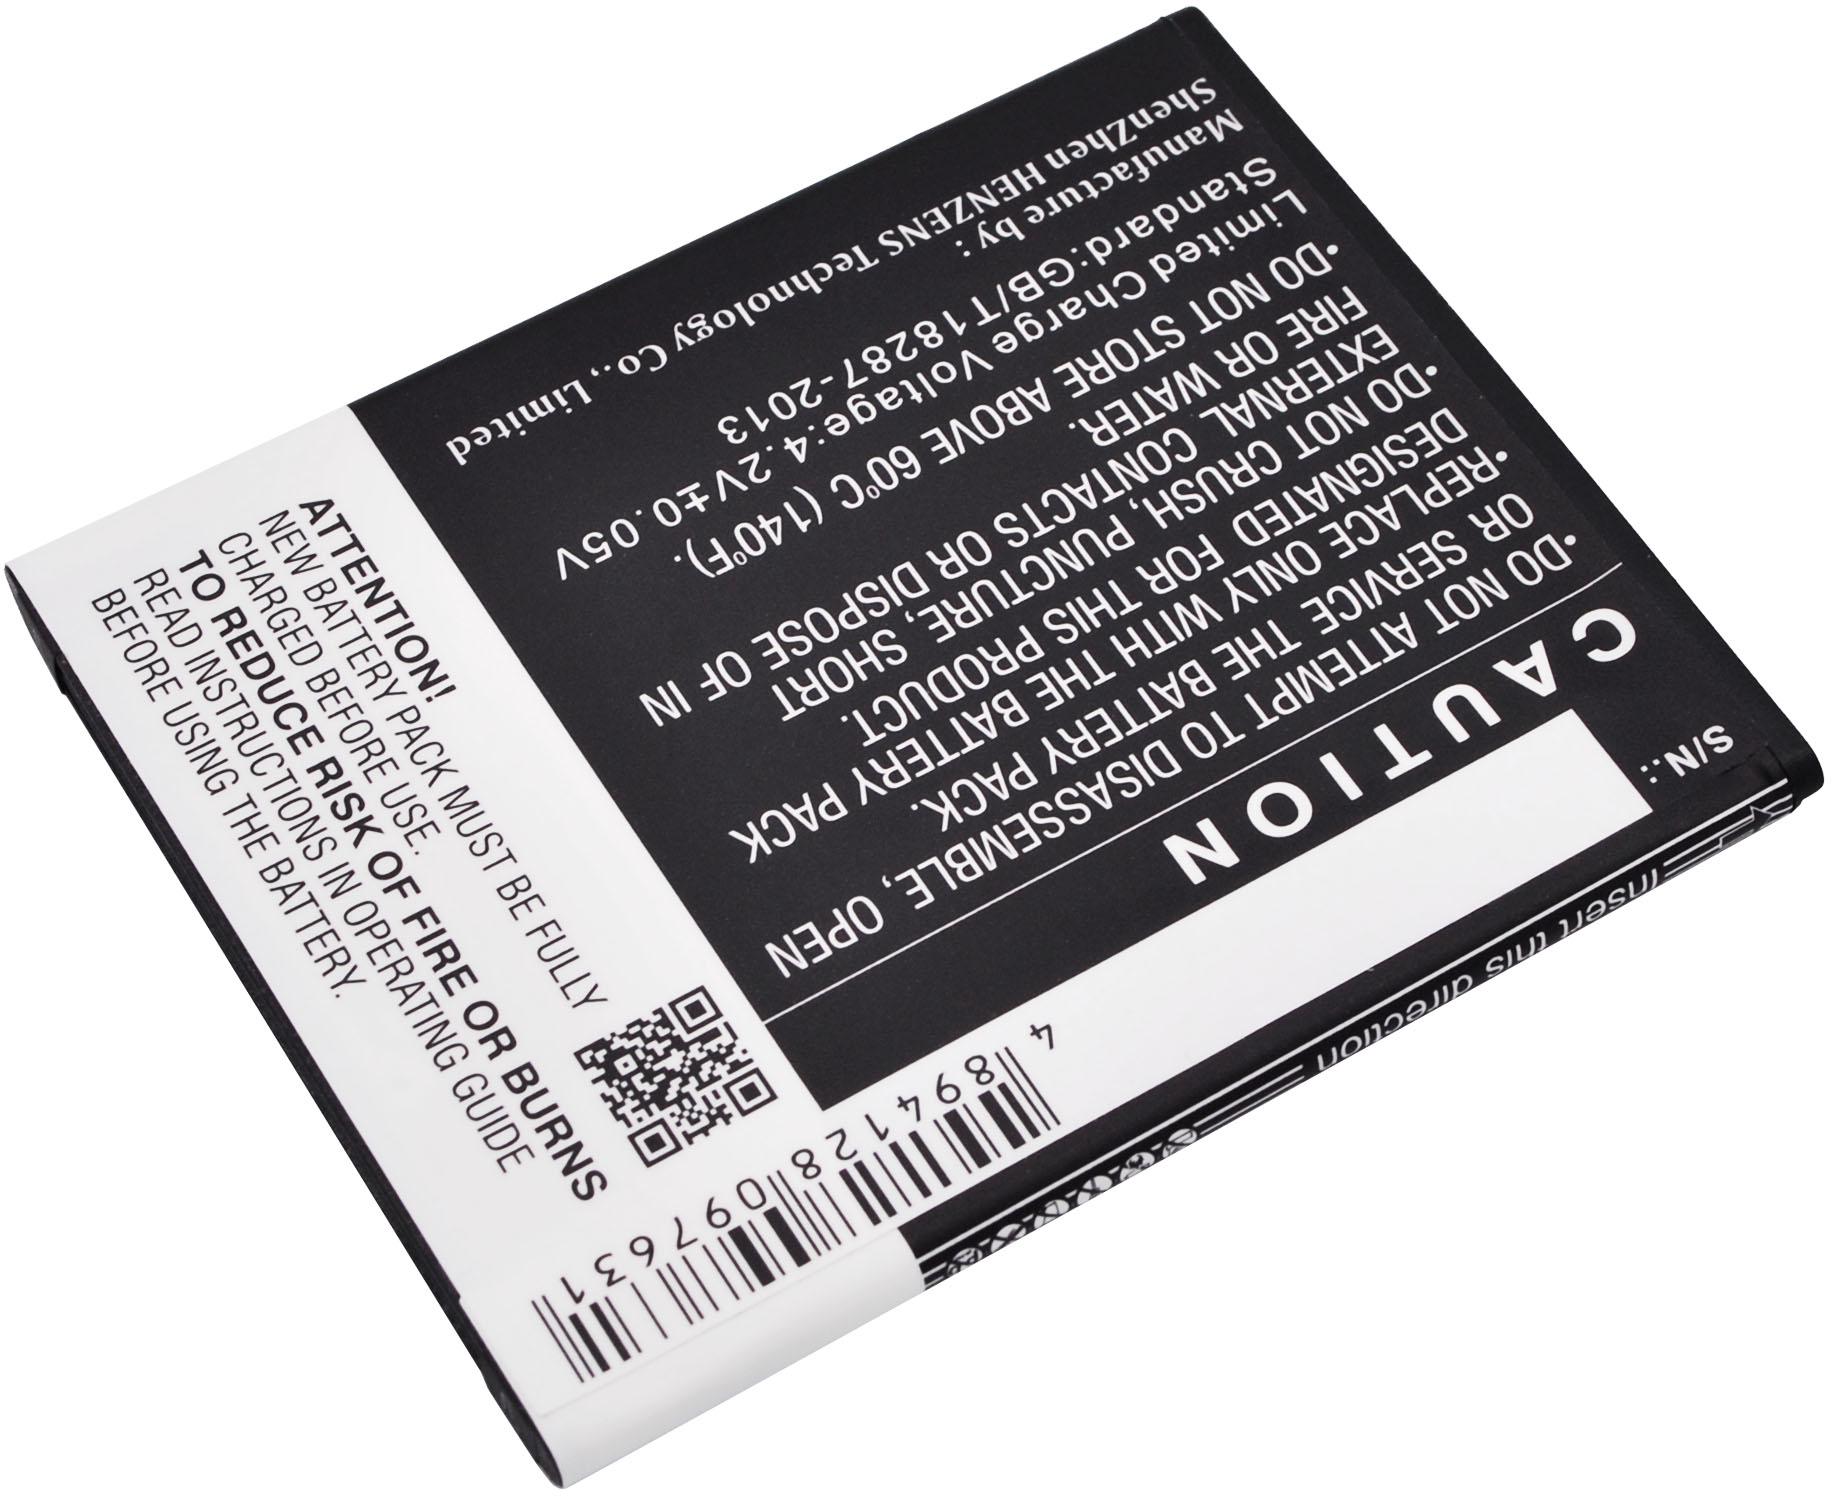 S/N.:
CAUTION
•DO NOT ATTEMPT TO DISASSEMBLE, OPEN
OR SERVICE THE BATTERY PACK.
•REPLACE ONLY WITH THE BATTERY PACK
DESIGNATED FOR THIS PRODUCT.
•DO NOT CRUSH, PUNCTURE, SHORT
EXTERNAL CONTACTS OR DISPOSE OF IN
FIRE OR WATER.
•DO NOT STORE ABOVE 60°C (140°F).
Limited Charge Voltage:4.2V±0.05V
Standard:GB/T18287-2013
Manufacture by:
ShenZhen HENZENS Technology Co., Limited
ATTENTION!
NEW BATTERY PACK MUST BE FULLY
CHARGED BEFORE USE.
TO REDUCE RISK OF FIRE OR BURNS
READ INSTRUCTIONS IN OPERATING GUIDE
BEFORE USING THE BATTERY.
4 894128 097631
Insert this direction